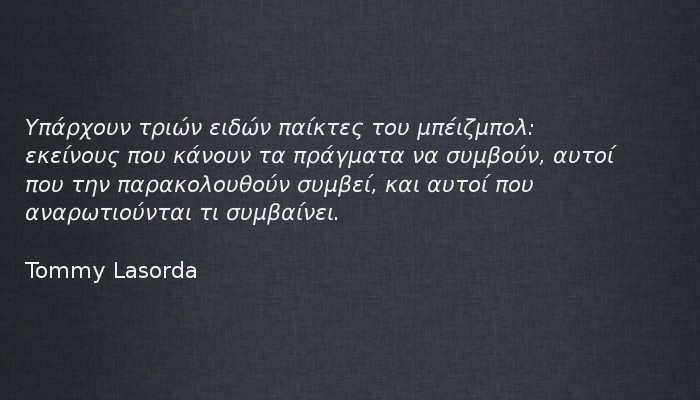 Υπάρχουν τριών ειδών παίκτες του μπέιζμπολ:
εκείνους που κάνουν τα πράγματα να συμβούν, αυτοί
που την παρακολουθούν συμβεί, και αυτοί που
αναρωτιούνται τι συμβαίνει.
Tommy Lasorda